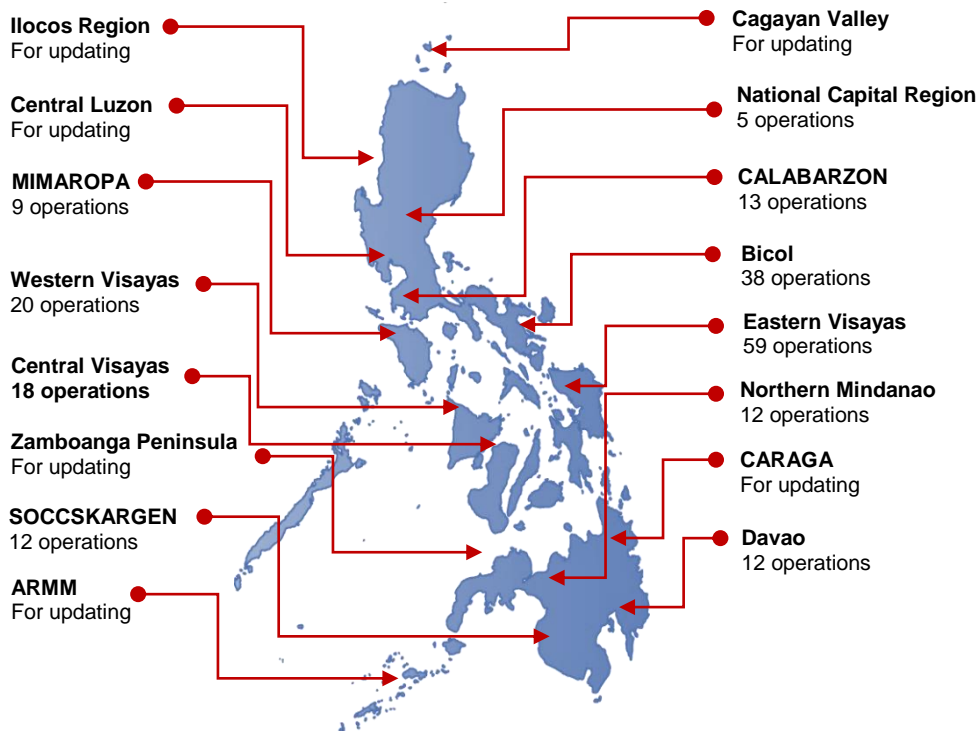 Ilocos Region
For updating
Central Luzon
For updating
MIMAROPA
9 operations
Western Visayas
20 operations
Central Visayas
18 operations
Zamboanga Peninsula
For updating
SOCCSKARGEN
12 operations
ARMM
For updating
Cagayan Valley
For updating
National Capital Region
5 operations
CALABARZON
13 operations
Bicol
38 operations
Eastern Visayas
59 operations
Northern Mindanao
12 operations
CARAGA
For updating
Davao
12 operations